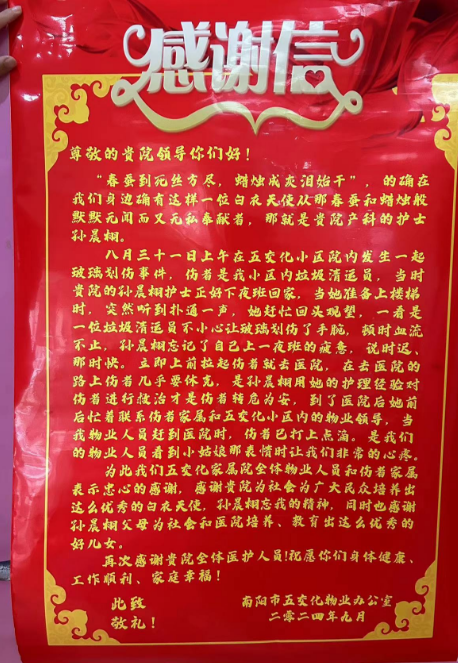 感谢信
尊敬的贵院领导你们好！
“春蚕到死丝方尽，蜡烛成灰泪始干”，的确在
我们身边确有这样一位白衣天使从那春蚕和蜡烛般
默默无闻而又无私奉献者，那就是贵院产科的护士
孙晨栩。
八月三十一日上午在五变化小区院内发生一起
玻璃划伤事件，伤者是我小区内垃圾清运员，当时
贵院的孙晨栩护士正好下夜班回家，当她准备上楼梯
时，突然听到扑通一声，她赶忙回头观望，一看是
一位垃圾清运员不小心让玻璃划伤了手腕，顿时血流
不止，孙晨栩忘记了自己上一夜班的疲惫，说时迟、
那时快。立即上前拉起伤者就去医院，在去医院的
路上伤者几乎要休克，是孙晨栩用她的护理经验对
伤者进行做治才是伤者转危为安，到了医院后她前
后忙着联系伤者家属和五变化小区内的物业领导，当
我物业人员赶到医院时，伤者已打上点滴。是我们
的物业人员看到小姑娘那表情时让我们非常的心疼。
为此我们五变化家属院全体物业人员和伤者家属
表示忠心的感谢，感谢贵院为社会为广大民众培养出
这么优秀的白衣天使，孙晨栩忘我的精神，同时也感谢
孙晨栩父母为社会和医院培养、教育出这么优秀的
好儿女。
再次感谢贵院全体医护人员！祝愿你们身体健康、
工作顺利、家庭幸福！
此致
敬礼！
南阳市五变化物业办公室
二零二四年九月